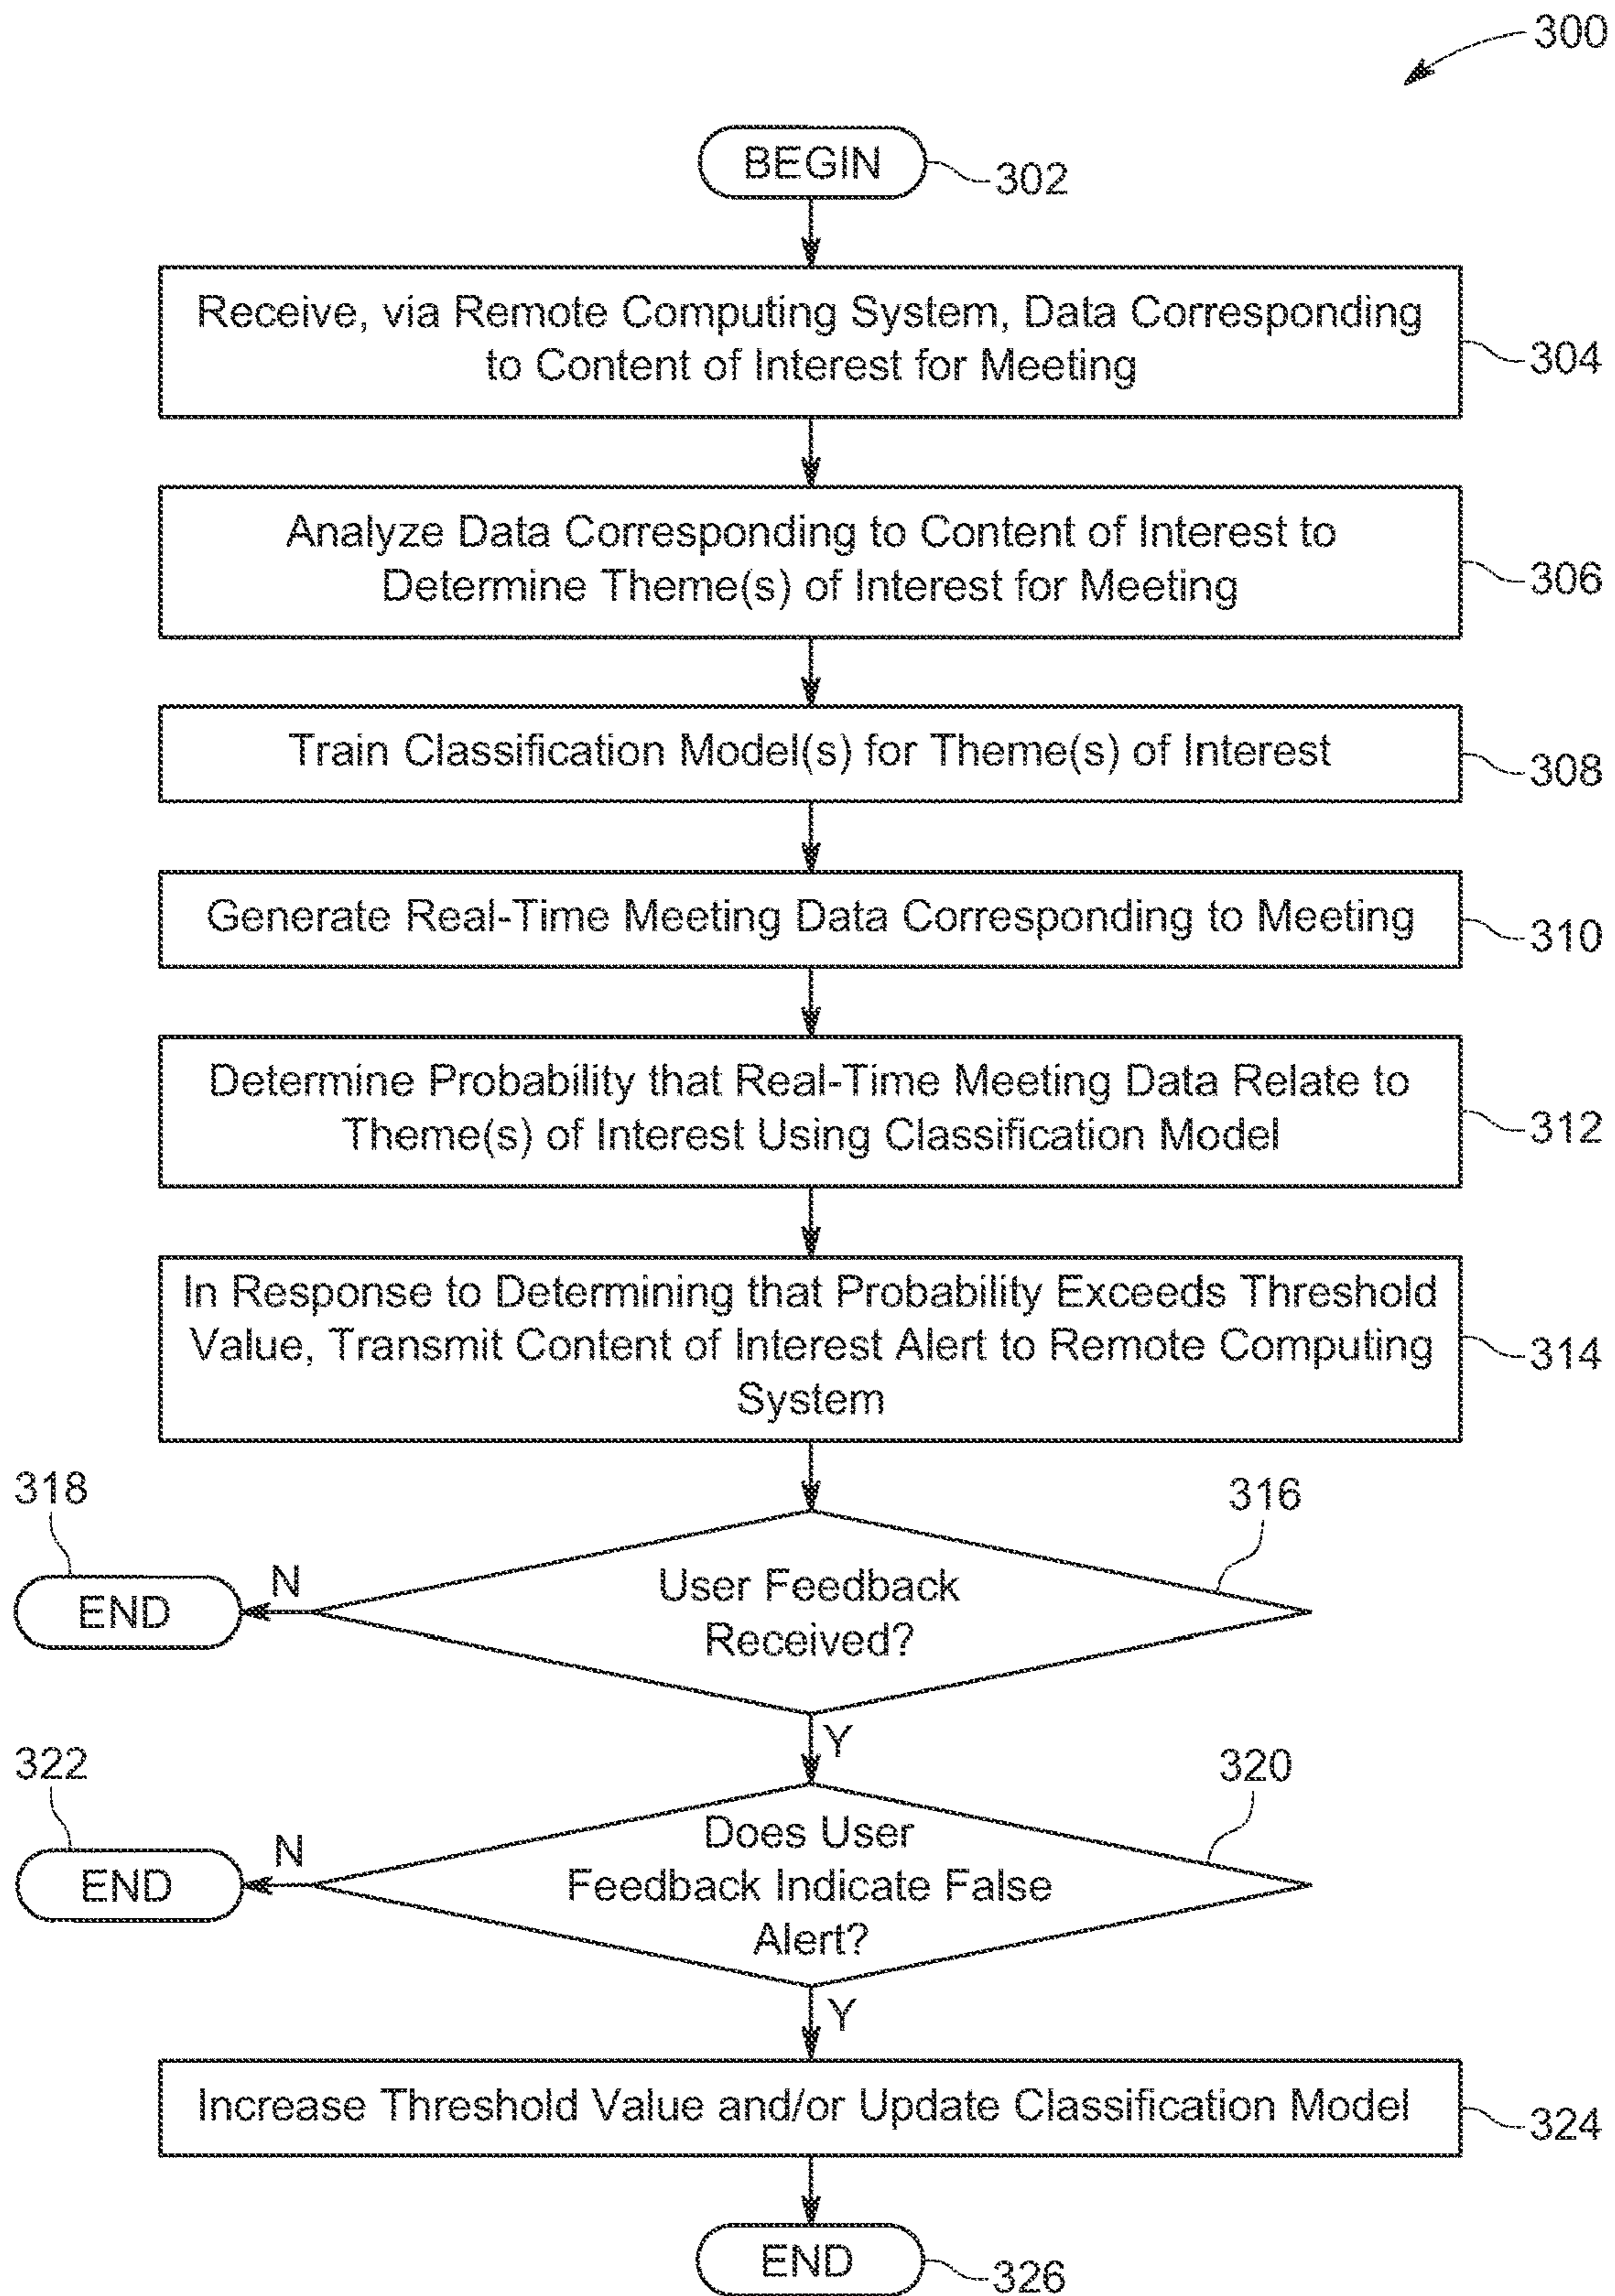 300
BEGIN
302
Receive, via Remote Computing System, Data Corresponding
to Content of Interest for Meeting
304
Analyze Data Corresponding to Content of Interest to
Determine Theme(s) of Interest for Meeting
306
Train Classification Model(s) for Theme(s) of Interest
308
Generate Real-Time Meeting Data Corresponding to Meeting
310
Determine Probability that Real-Time Meeting Data Relate to
Theme(s) of Interest Using Classification Model
312
In Response to Determining that Probability Exceeds Threshold
Value, Transmit Content of Interest Alert to Remote Computing
System
314
318
316
END
N
User Feedback
Received?
Y
322
320
END
N
Does User
Feedback Indicate False
Alert?
Y
Increase Threshold Value and/or Update Classification Model
324
END
326